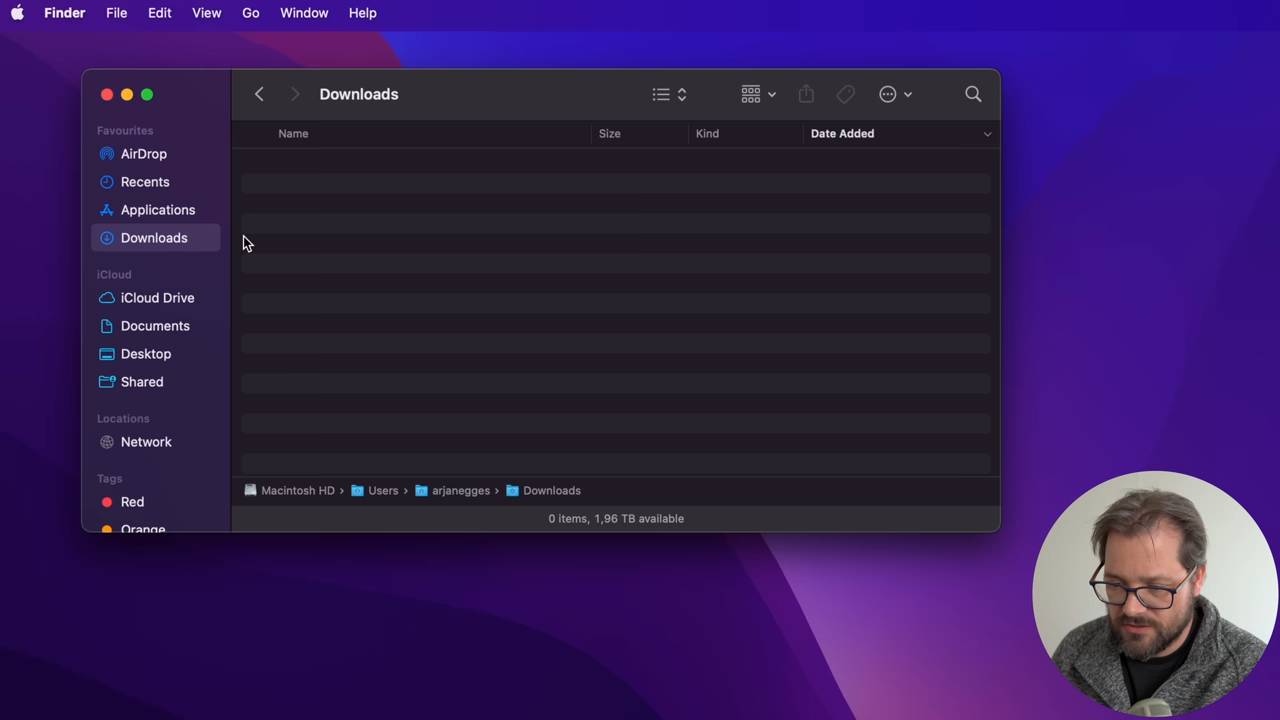 Finder File Edit View Go Window Help
Downloads
Favourites
AirDrop
Recents
Applications
Downloads
iCloud
iCloud Drive
Documents
Desktop
Shared
Locations
Network
Tags
Red
Orange
Name Size Kind Date Added
Macintosh HD › Users › arjanegges › Downloads
0 items, 1,96 TB available